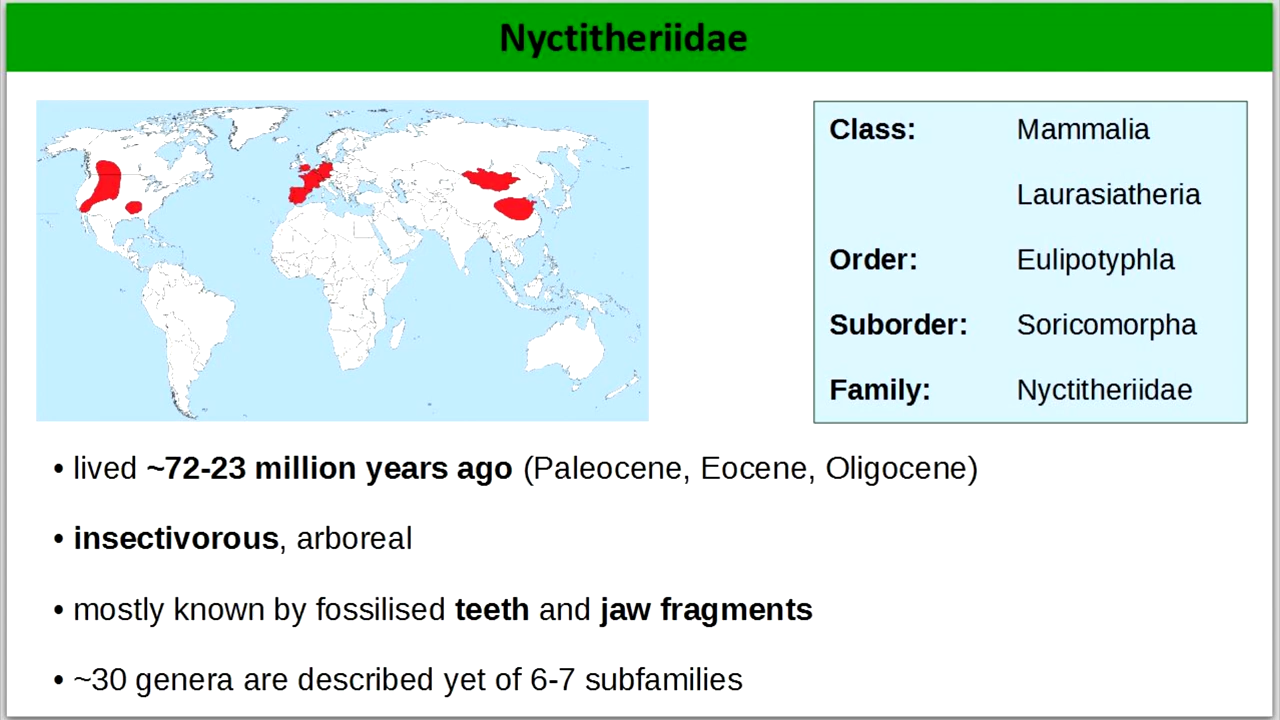 Nyctitheriidae
Class: Mammalia
Laurasiatheria
Order: Eulipotyphla
Suborder: Soricomorpha
Family: Nyctitheriidae
• lived ~72-23 million years ago (Paleocene, Eocene, Oligocene)
• insectivorous, arboreal
• mostly known by fossilised teeth and jaw fragments
• ~30 genera are described yet of 6-7 subfamilies